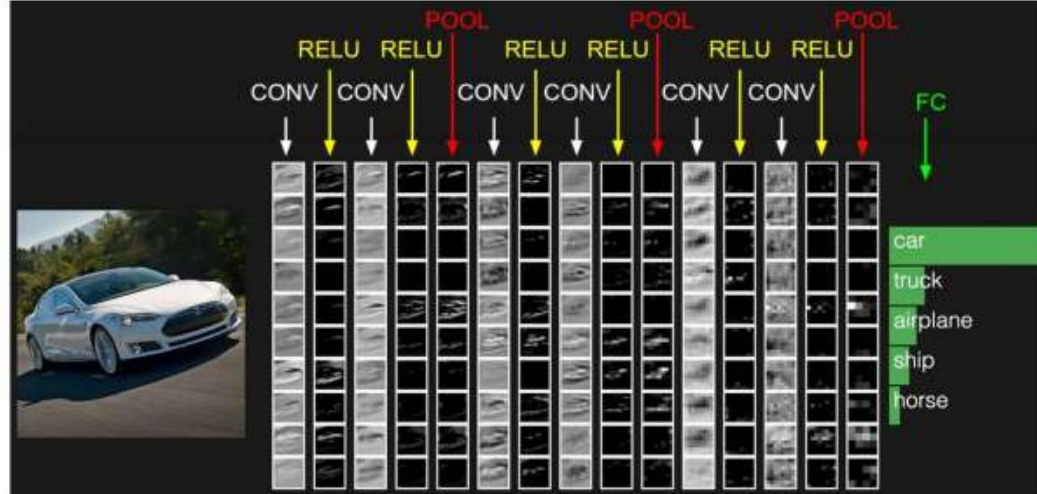 POOL POOL POOL
RELU RELU RELU RELU RELU RELU
CONV CONV CONV CONV CONV CONV
FC
car
truck
airplane
ship
horse